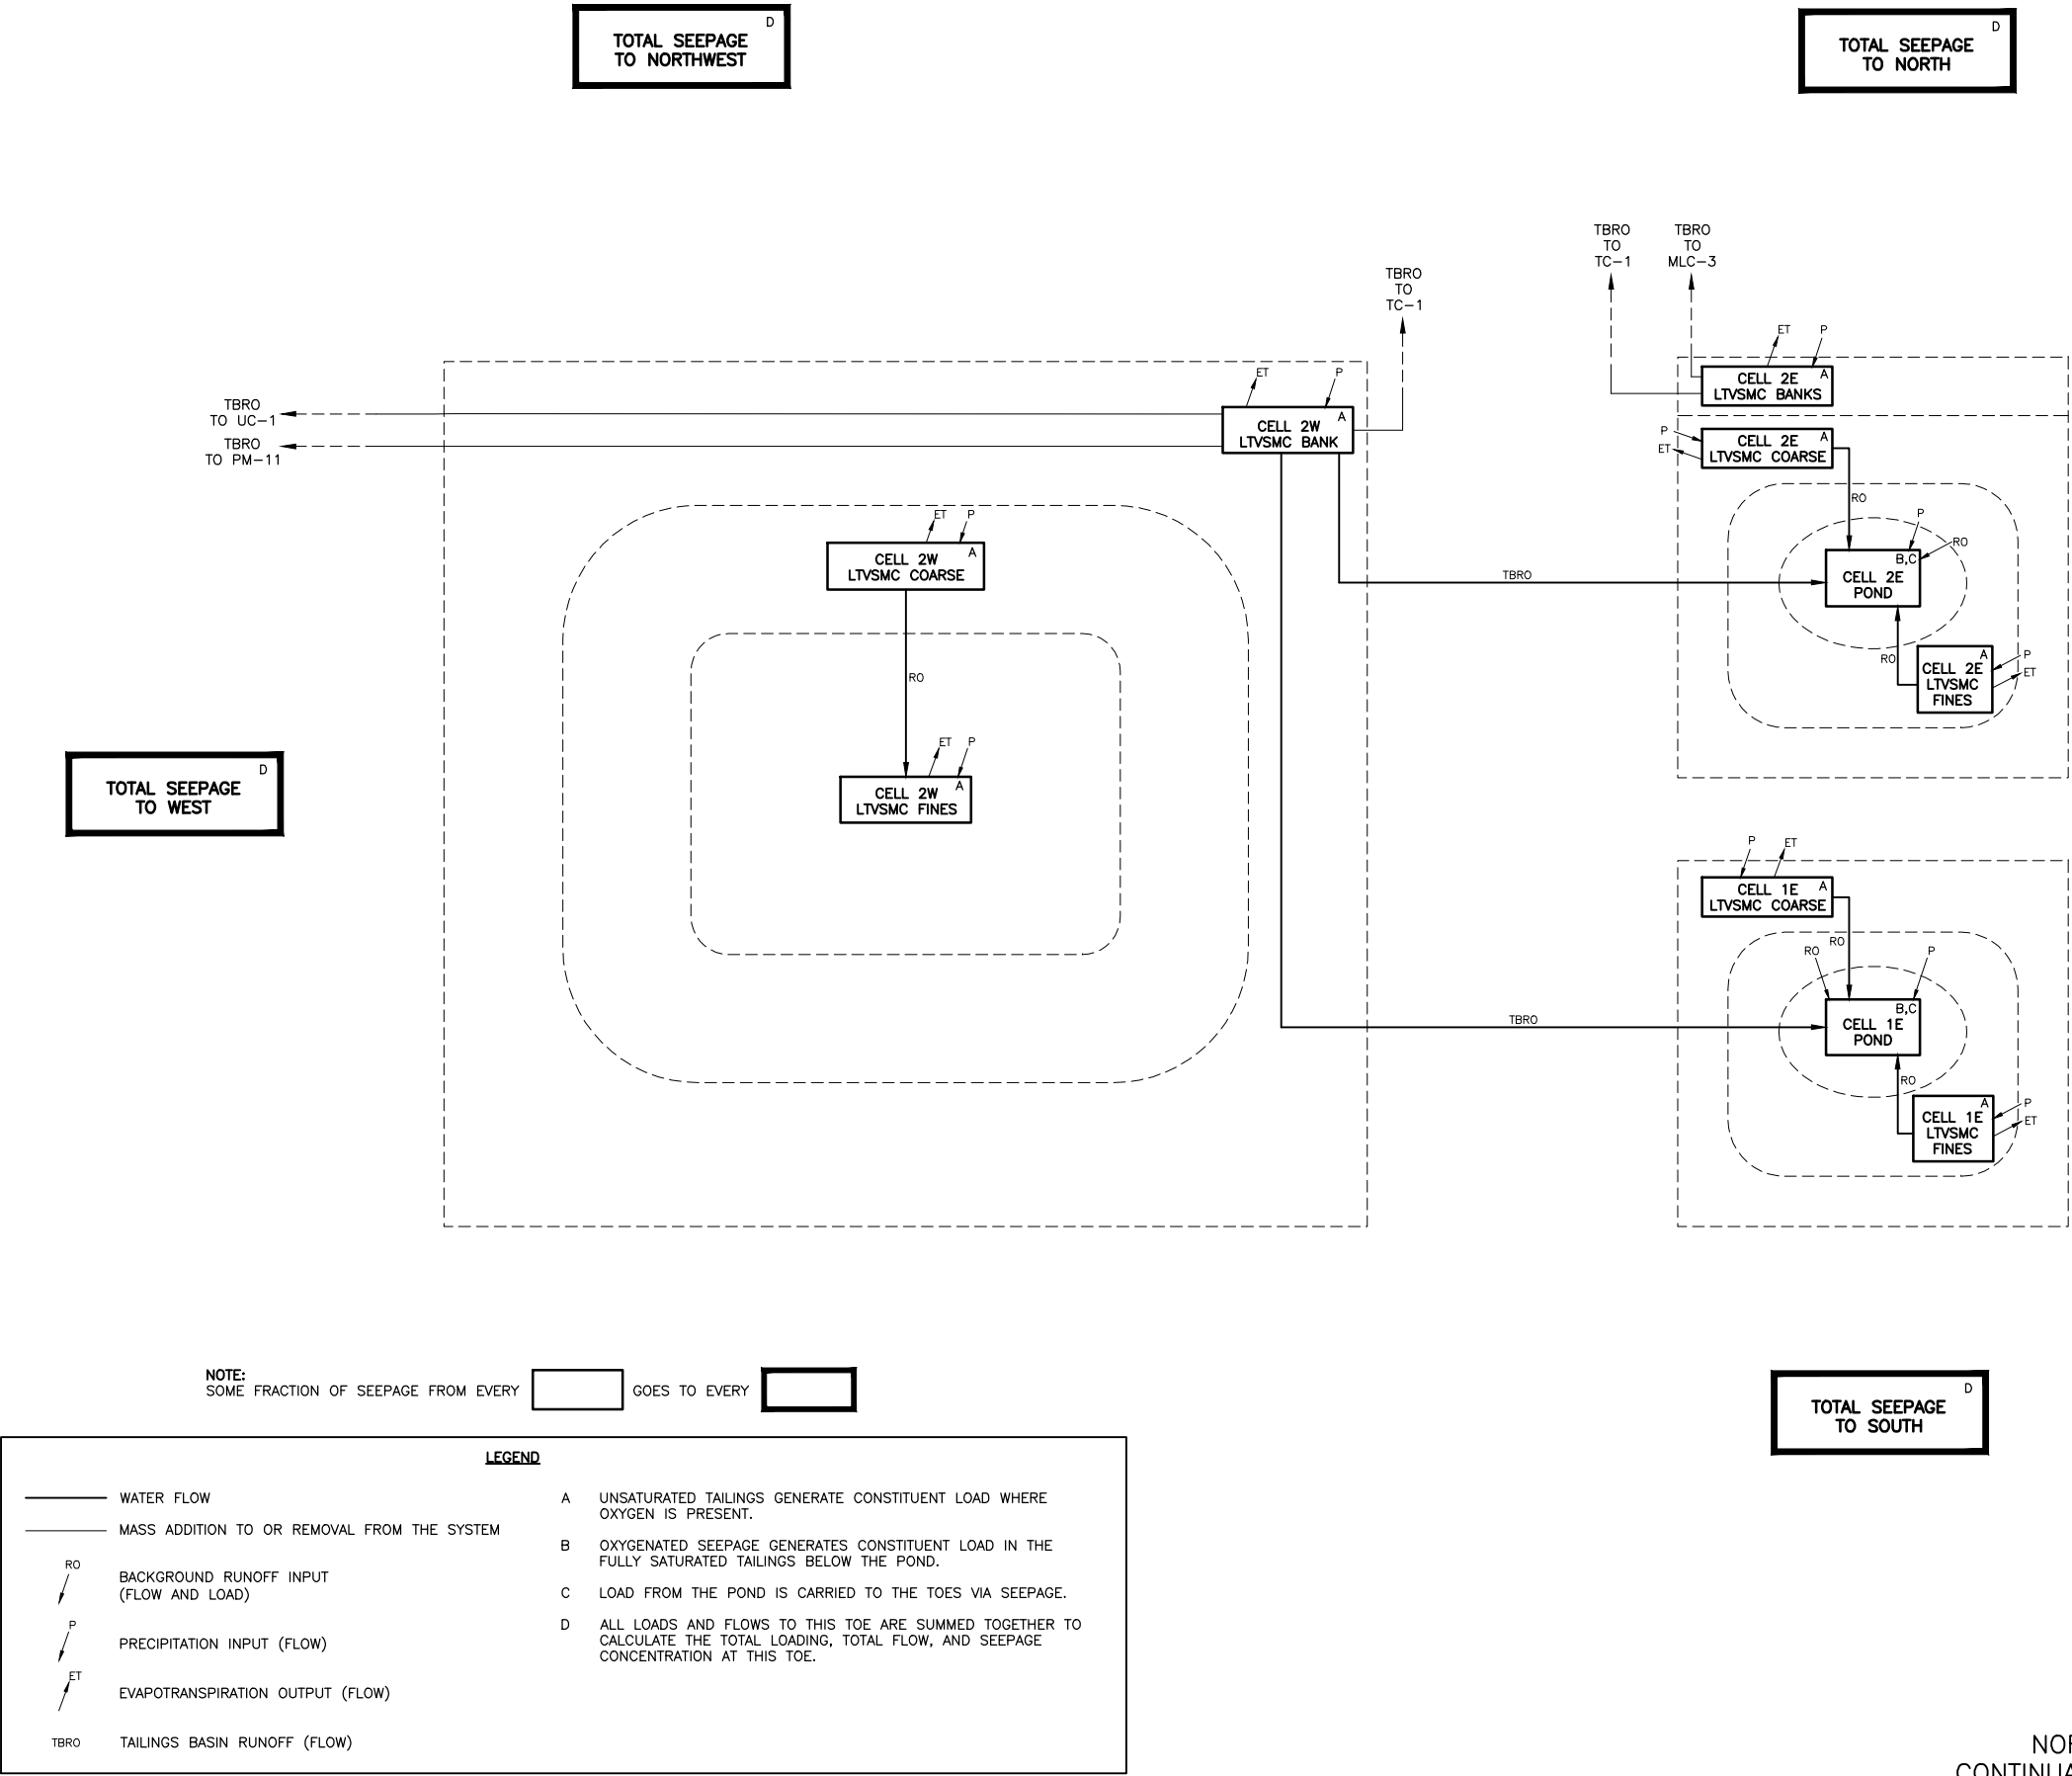 D
TOTAL SEEPAGE
TO NORTHWEST
D
TOTAL SEEPAGE
TO NORTH
TBRO
TO
TC-1
TBRO
TO
MLC-3
TBRO
TO
TC-1
ET
P
A
CELL 2E
LTVSMC BANKS
ET
P
A
CELL 2W
LTVSMC BANK
TBRO
TO UC-1
TBRO
TO PM-11
P
ET
A
CELL 2E
LTVSMC COARSE
RO
ET
P
A
CELL 2W
LTVSMC COARSE
RO
P
RO
B,C
CELL 2E
POND
TBRO
RO
A
CELL 2E
LTVSMC
FINES
P
ET
ET
P
A
CELL 2W
LTVSMC FINES
D
TOTAL SEEPAGE
TO WEST
P
ET
A
CELL 1E
LTVSMC COARSE
RO
RO
P
B,C
CELL 1E
POND
TBRO
RO
A
CELL 1E
LTVSMC
FINES
P
ET
NOTE:
SOME FRACTION OF SEEPAGE FROM EVERY GOES TO EVERY
D
TOTAL SEEPAGE
TO SOUTH
LEGEND
WATER FLOW
MASS ADDITION TO OR REMOVAL FROM THE SYSTEM
RO
BACKGROUND RUNOFF INPUT
(FLOW AND LOAD)
P
PRECIPITATION INPUT (FLOW)
ET
EVAPOTRANSPIRATION OUTPUT (FLOW)
TBRO TAILINGS BASIN RUNOFF (FLOW)
A UNSATURATED TAILINGS GENERATE CONSTITUENT LOAD WHERE
OXYGEN IS PRESENT.
B OXYGENATED SEEPAGE GENERATES CONSTITUENT LOAD IN THE
FULLY SATURATED TAILINGS BELOW THE POND.
C LOAD FROM THE POND IS CARRIED TO THE TOES VIA SEEPAGE.
D ALL LOADS AND FLOWS TO THIS TOE ARE SUMMED TOGETHER TO
CALCULATE THE TOTAL LOADING, TOTAL FLOW, AND SEEPAGE
CONCENTRATION AT THIS TOE.